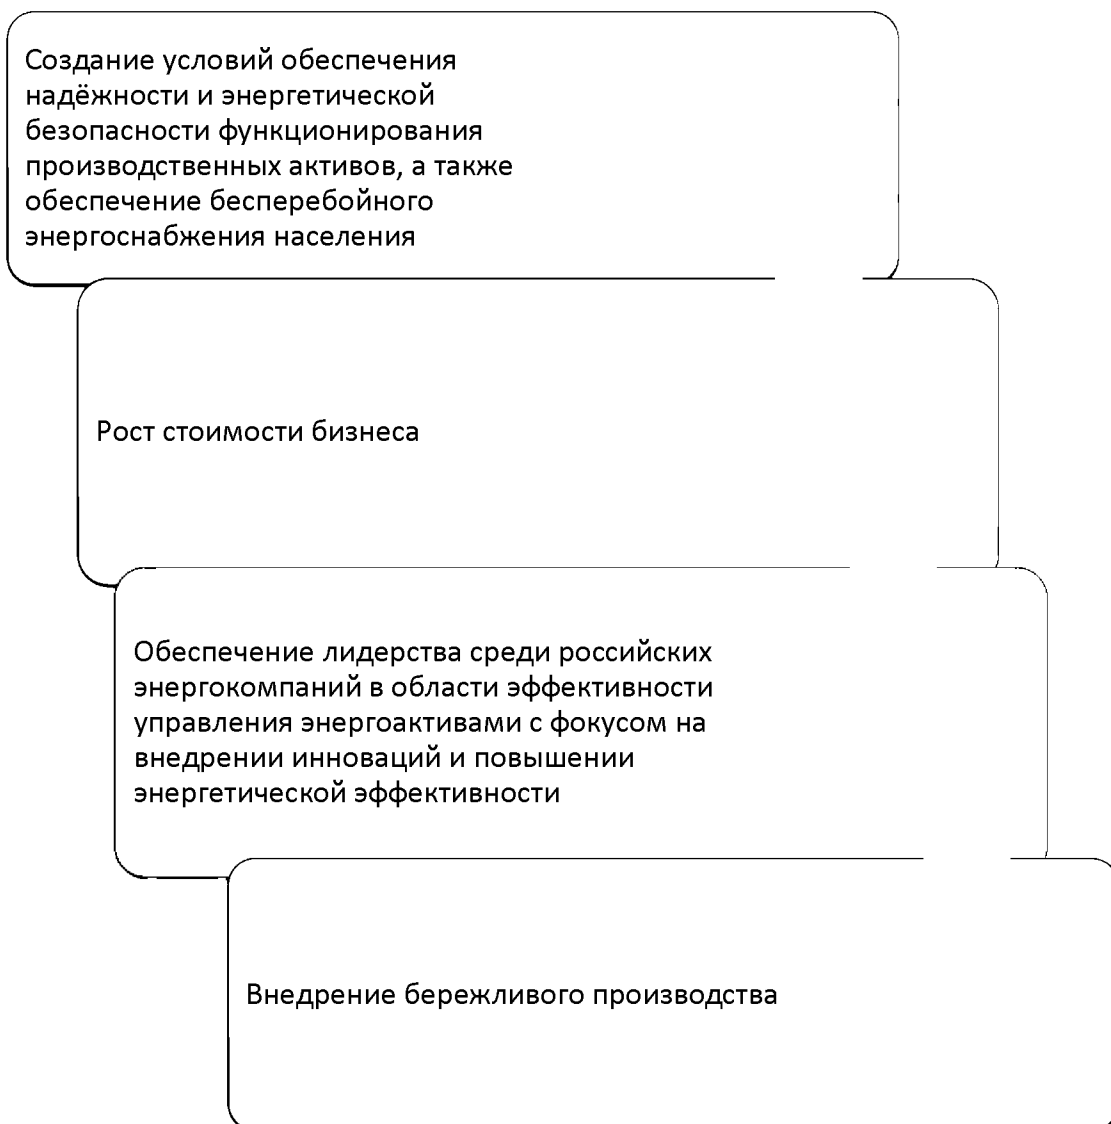 Создание условий обеспечения
надёжности и энергетической
безопасности функционирования
производственных активов, а также
обеспечение бесперебойного
энергоснабжения населения
Рост стоимости бизнеса
Обеспечение лидерства среди российских
энергокомпаний в области эффективности
управления энергоактивами с фокусом на
внедрении инноваций и повышении
энергетической эффективности
Внедрение бережливого производства